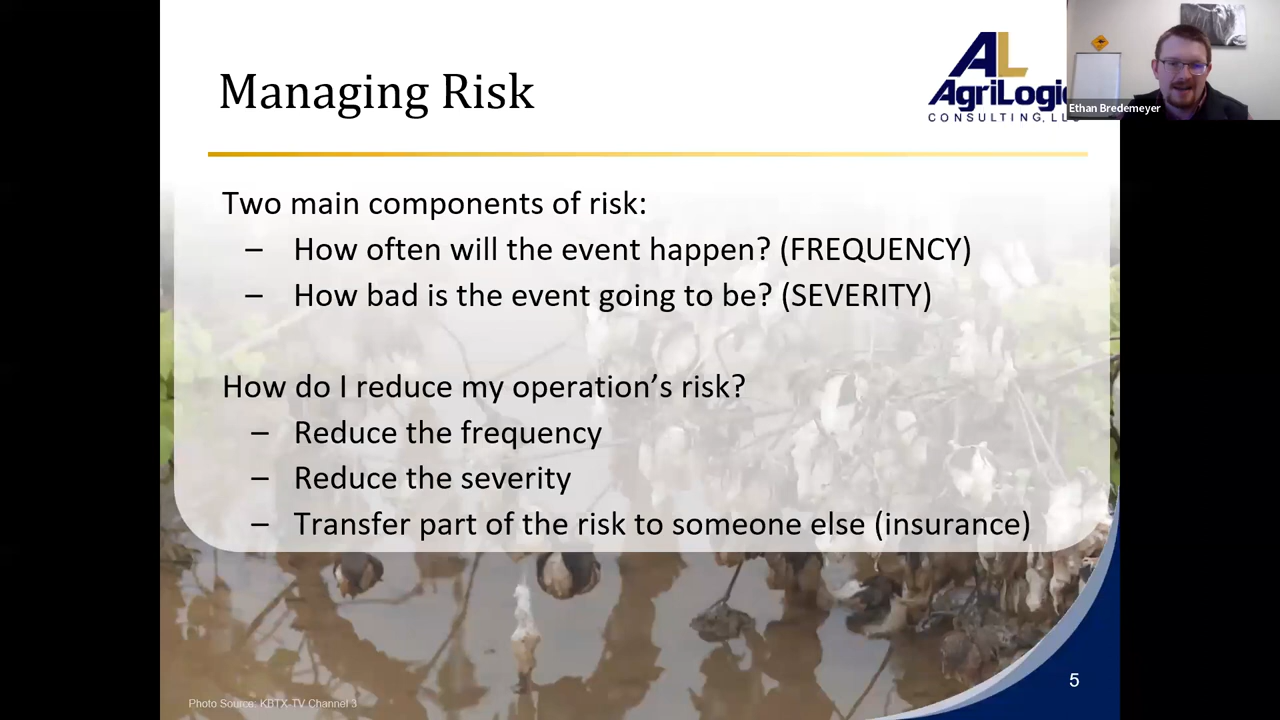 Managing Risk
AL
AgriLogic
CONSULTING, LLC
Ethan Bredemeyer
Two main components of risk:
– How often will the event happen? (FREQUENCY)
– How bad is the event going to be? (SEVERITY)
How do I reduce my operation’s risk?
– Reduce the frequency
– Reduce the severity
– Transfer part of the risk to someone else (insurance)
5
Photo Source: KBTX-TV Channel 3